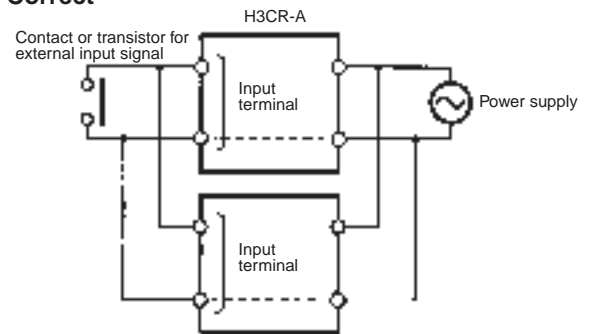 Correct
H3CR-A
Contact or transistor for
external input signal
Input
terminal
Power supply
Input
terminal